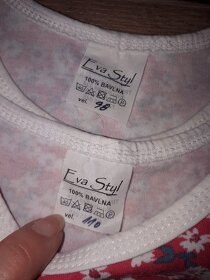 Eva Styl
100% BAVLNA
vel. 98
Eva Styl
100% BAVLNA
vel. 110